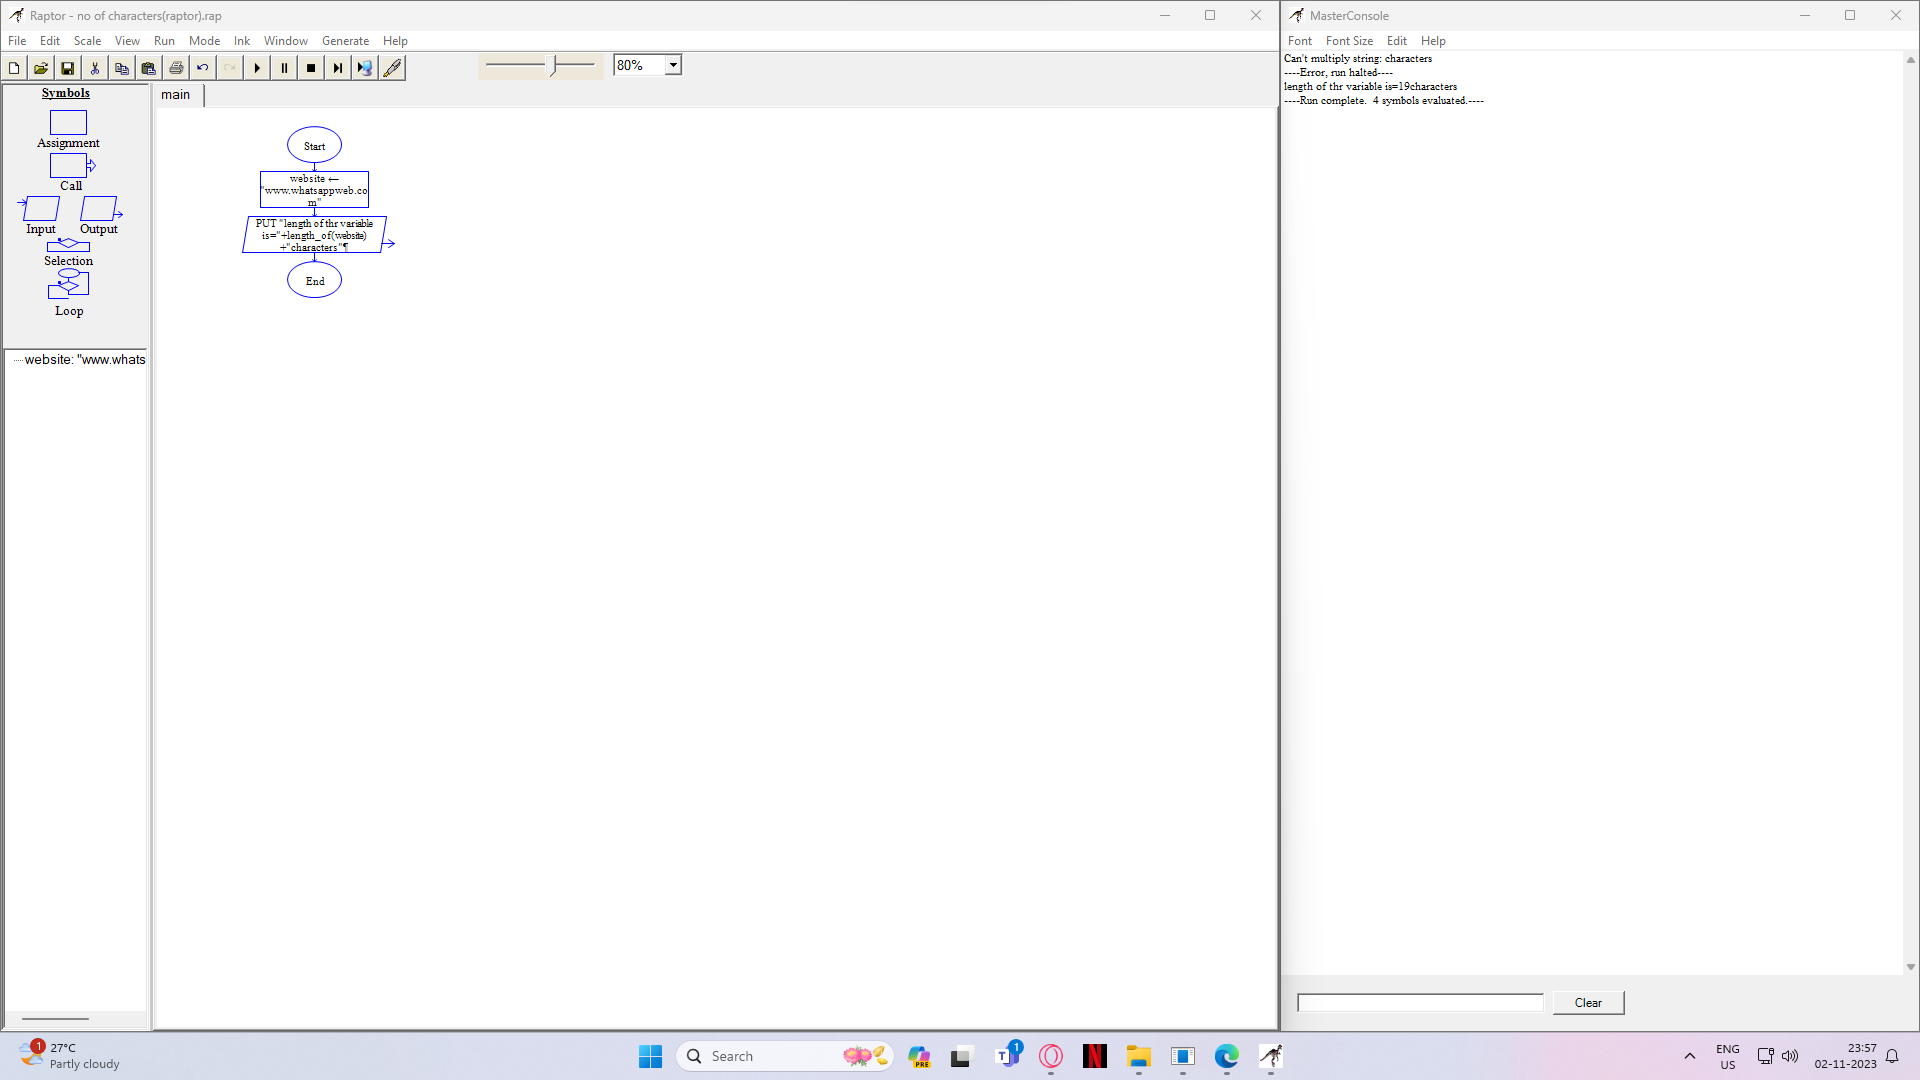 Raptor - no of characters(raptor).rap
File Edit Scale View Run Mode Ink Window Generate Help
80%
Symbols
Assignment
Call
Input Output
Selection
Loop
website: "www.whats
main
Start
website ←
"www.whatsappweb.co
m"
PUT "length of thr variable
is="+length_of(website)
+"characters"¶
End
MasterConsole
Font Font Size Edit Help
Can't multiply string: characters
----Error, run halted----
length of thr variable is=19characters
----Run complete.  4 symbols evaluated.----
Clear
1
27°C
Partly cloudy
Search
PRE
T
1
N
ENG
US
23:57
02-11-2023